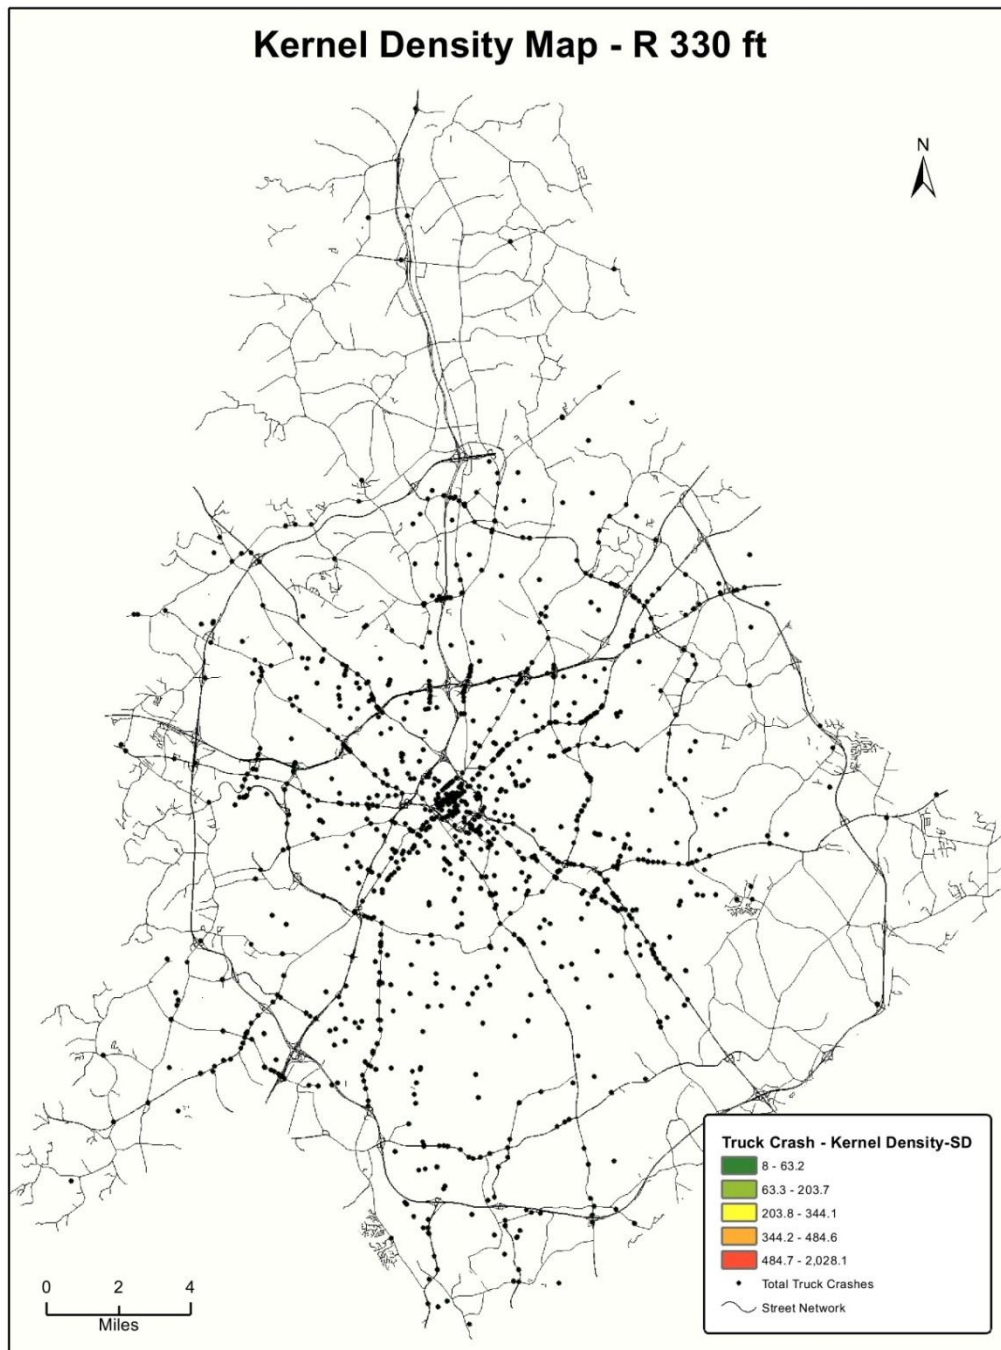 Kernel Density Map - R 330 ft
N
Truck Crash - Kernel Density-SD
8 - 63.2
63.3 - 203.7
203.8 - 344.1
344.2 - 484.6
484.7 - 2,028.1
Total Truck Crashes
Street Network
0 2 4
Miles